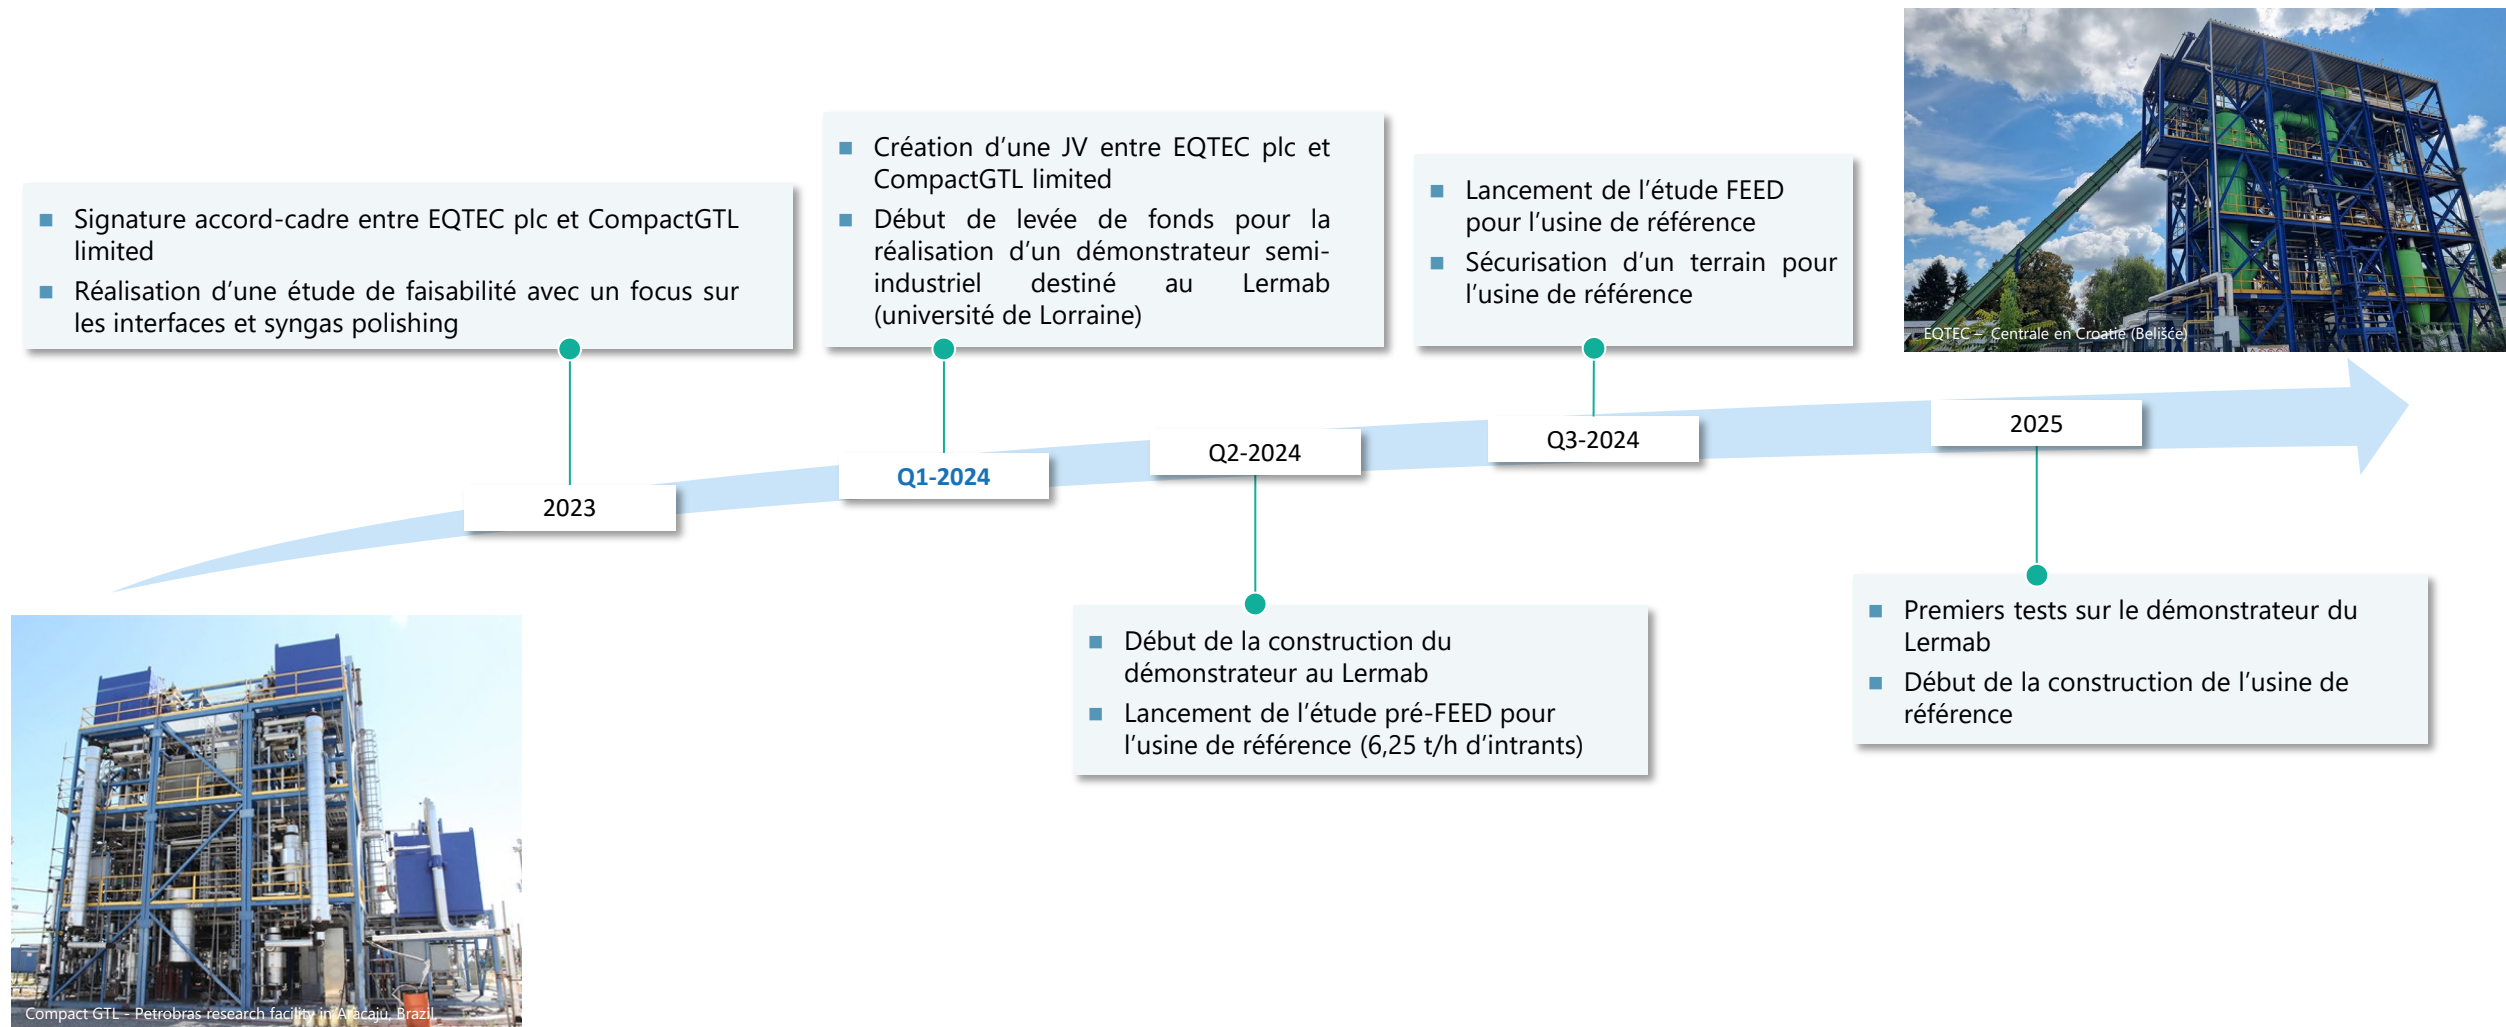 Signature accord-cadre entre EQTEC plc et CompactGTL
limited
Réalisation d’une étude de faisabilité avec un focus sur
les interfaces et syngas polishing
Création d’une JV entre EQTEC plc et
CompactGTL limited
Début de levée de fonds pour la
réalisation d’un démonstrateur semi-
industriel destiné au Lermab
(université de Lorraine)
Lancement de l’étude FEED
pour l’usine de référence
Sécurisation d’un terrain pour
l’usine de référence
EQTEC – Centrale en Croatie (Belišće)
2023
Q1-2024
Q2-2024
Q3-2024
2025
Début de la construction du
démonstrateur au Lermab
Lancement de l’étude pré-FEED pour
l’usine de référence (6,25 t/h d’intrants)
Premiers tests sur le démonstrateur du
Lermab
Début de la construction de l’usine de
référence
Compact GTL - Petrobras research facility in Aracaju, Brazil